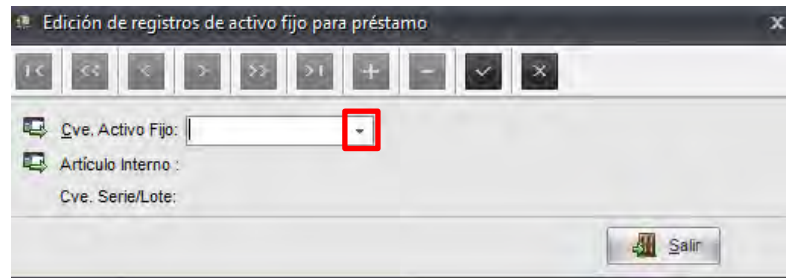 Edición de registros de activo fijo para préstamo x
Cve. Activo Fijo:
Artículo Interno :
Cve. Serie/Lote:
Salir